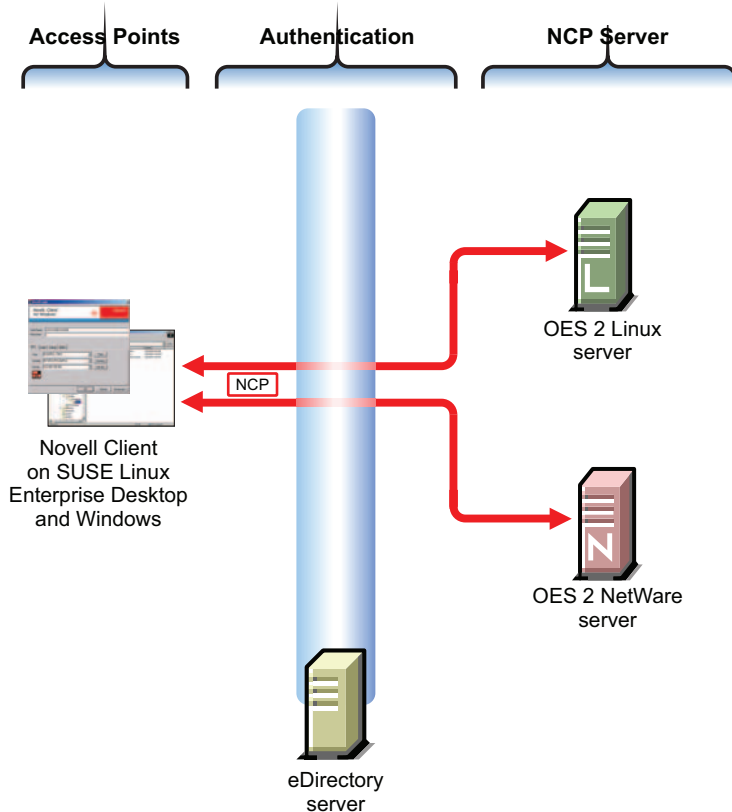 Access Points
Authentication
NCP Server
OES 2 Linux
server
NCP
Novell Client
on SUSE Linux
Enterprise Desktop
and Windows
OES 2 NetWare
server
eDirectory
server
L
N